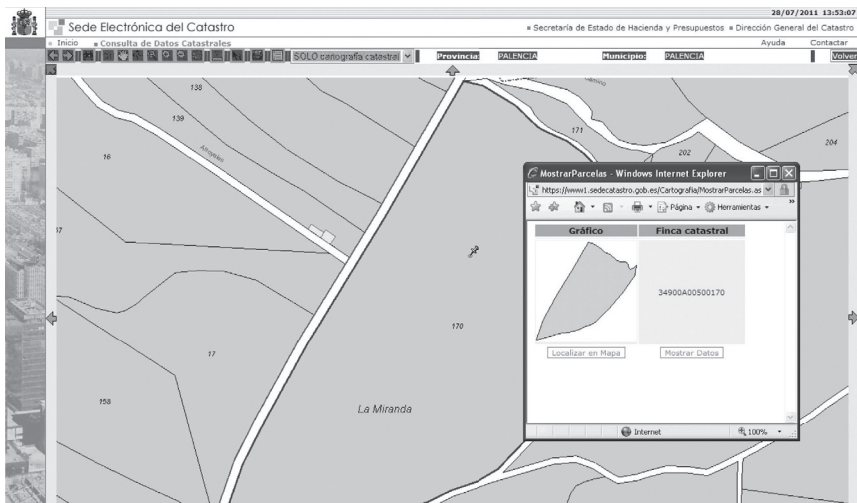 28/07/2011 13:53:07
Sede Electrónica del Catastro
Secretaría de Estado de Hacienda y Presupuestos Dirección General del Catastro
Inicio Consulta de Datos Catastrales Ayuda Contactar
SOLO cartografía catastral Provincia: PALENCIA Municipio: PALENCIA Volver
138
139
171
202
204
16
Arroyales
MostrarParcelas - Windows Internet Explorer
https://www1.sedecatastro.gob.es/Cartografia/MostrarParcelas.as
Página Herramientas
Gráfico Finca catastral
34900A00500170
Localizar en Mapa Mostrar Datos
Internet 100%
170
17
158
La Miranda